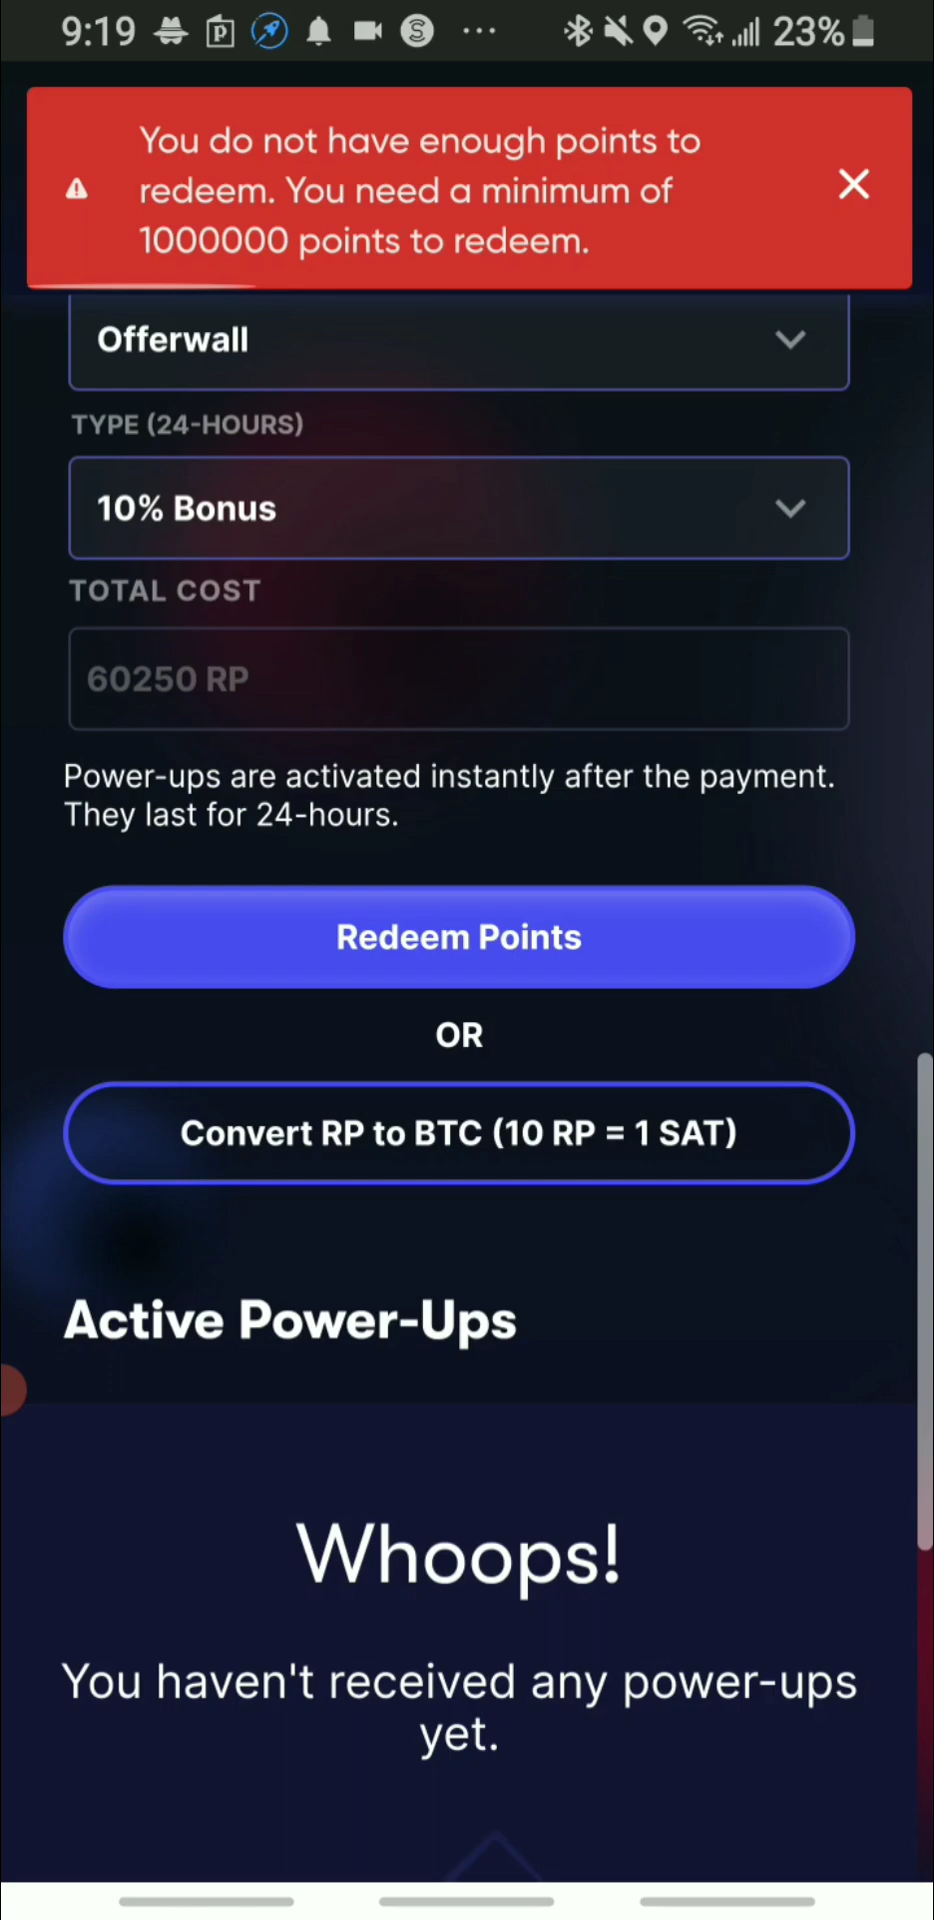 9:19
23%
You do not have enough points to
redeem. You need a minimum of
1000000 points to redeem.
Offerwall
TYPE (24-HOURS)
10% Bonus
TOTAL COST
60250 RP
Power-ups are activated instantly after the payment.
They last for 24-hours.
Redeem Points
OR
Convert RP to BTC (10 RP = 1 SAT)
Active Power-Ups
Whoops!
You haven't received any power-ups
yet.